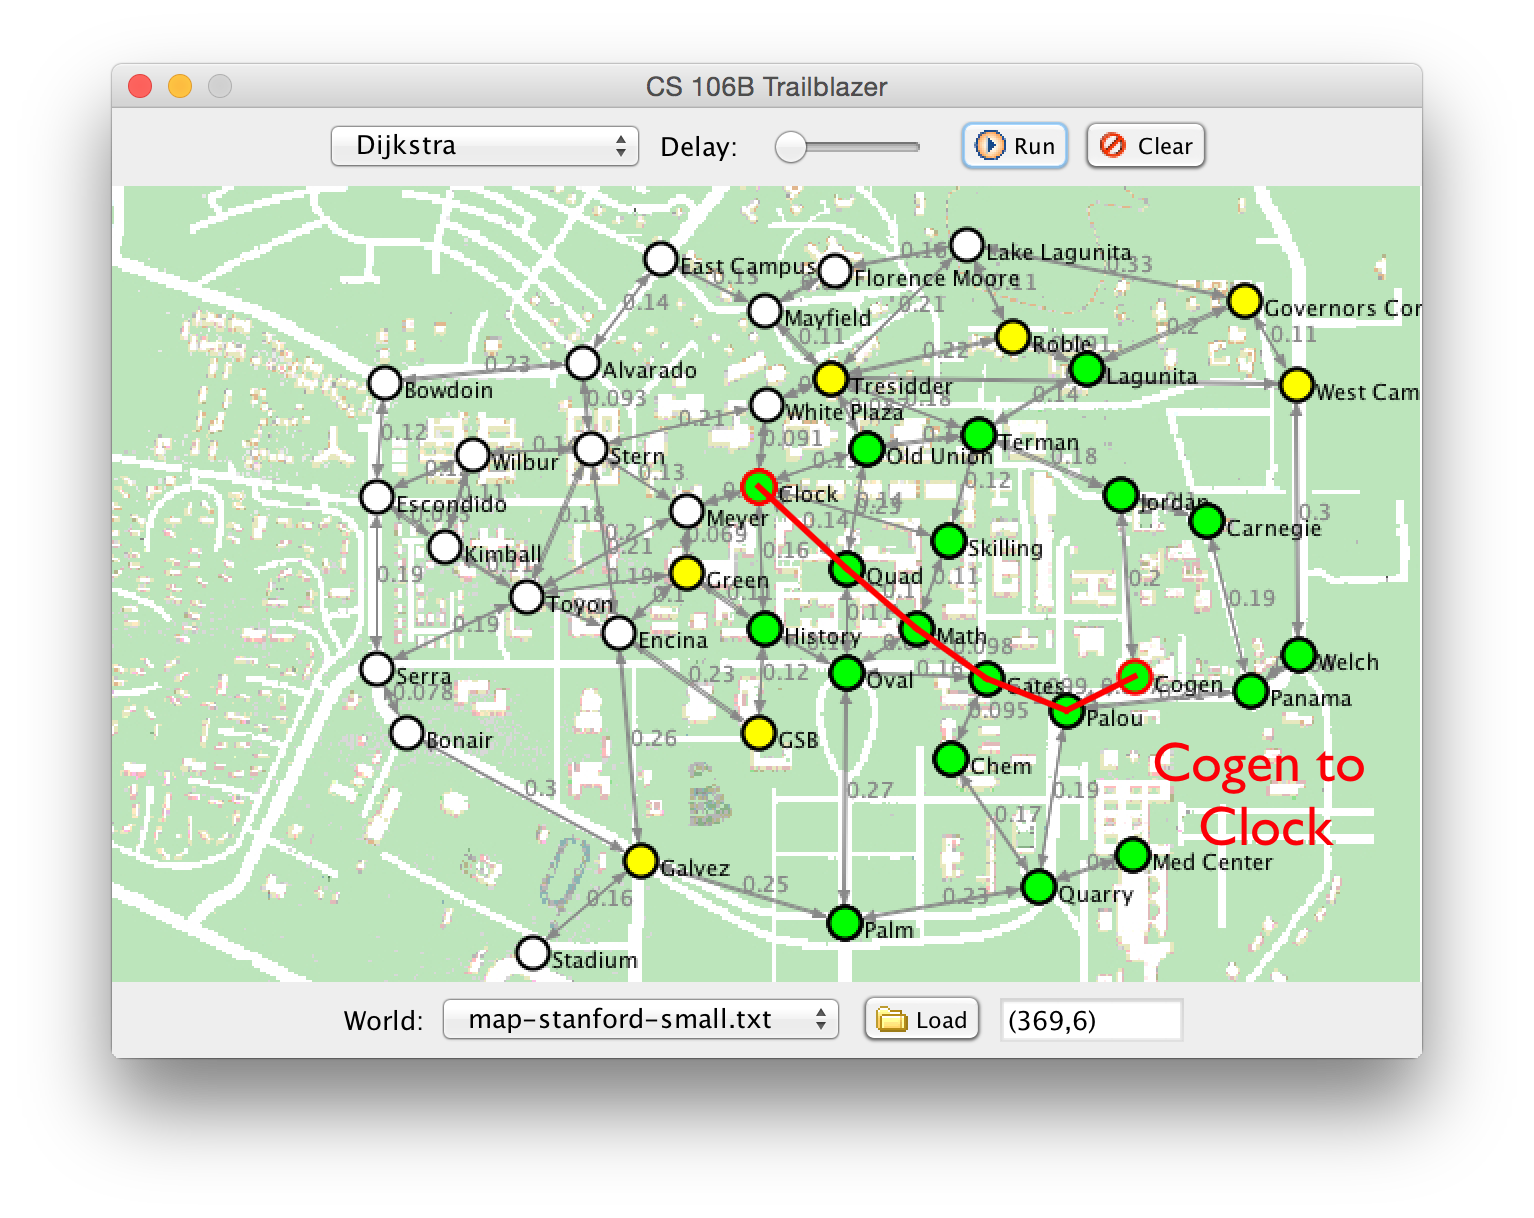 CS 106B Trailblazer
Dijkstra
Delay:
Run
Clear
Lake Lagunita
0.16
East Campus
0.33
Florence Moore
0.14
Governors Cor
Mayfield
0.21
0.2
0.11
0.11
Roble
0.22
0.23
Alvarado
Lagunita
Bowdoin
Tresidder
West Cam
0.093
0.18
0.14
White Plaza
0.21
0.12
0.091
Terman
Old Union
Stern
Wilbur
0.18
0.13
0.12
Clock
Jordan
Escondido
0.14
Meyer
0.14
Carnegie
0.3
0.18
0.2
0.069
0.21
Skilling
Kimball
0.16
Green
Quad
0.19
0.19
0.11
0.2
0.1
0.11
0.19
Toyon
0.11
0.19
Encina
History
Math
0.098
Welch
Serra
0.23
0.12
Oval
0.16
Gates
Cogen
0.078
Panama
0.095
Palou
Bonair
0.26
GSB
Chem
Cogen to
Clock
0.3
0.27
0.19
0.17
Galvez
Med Center
0.25
0.16
0.23
Quarry
Palm
Stadium
World:
map-stanford-small.txt
Load
(369,6)